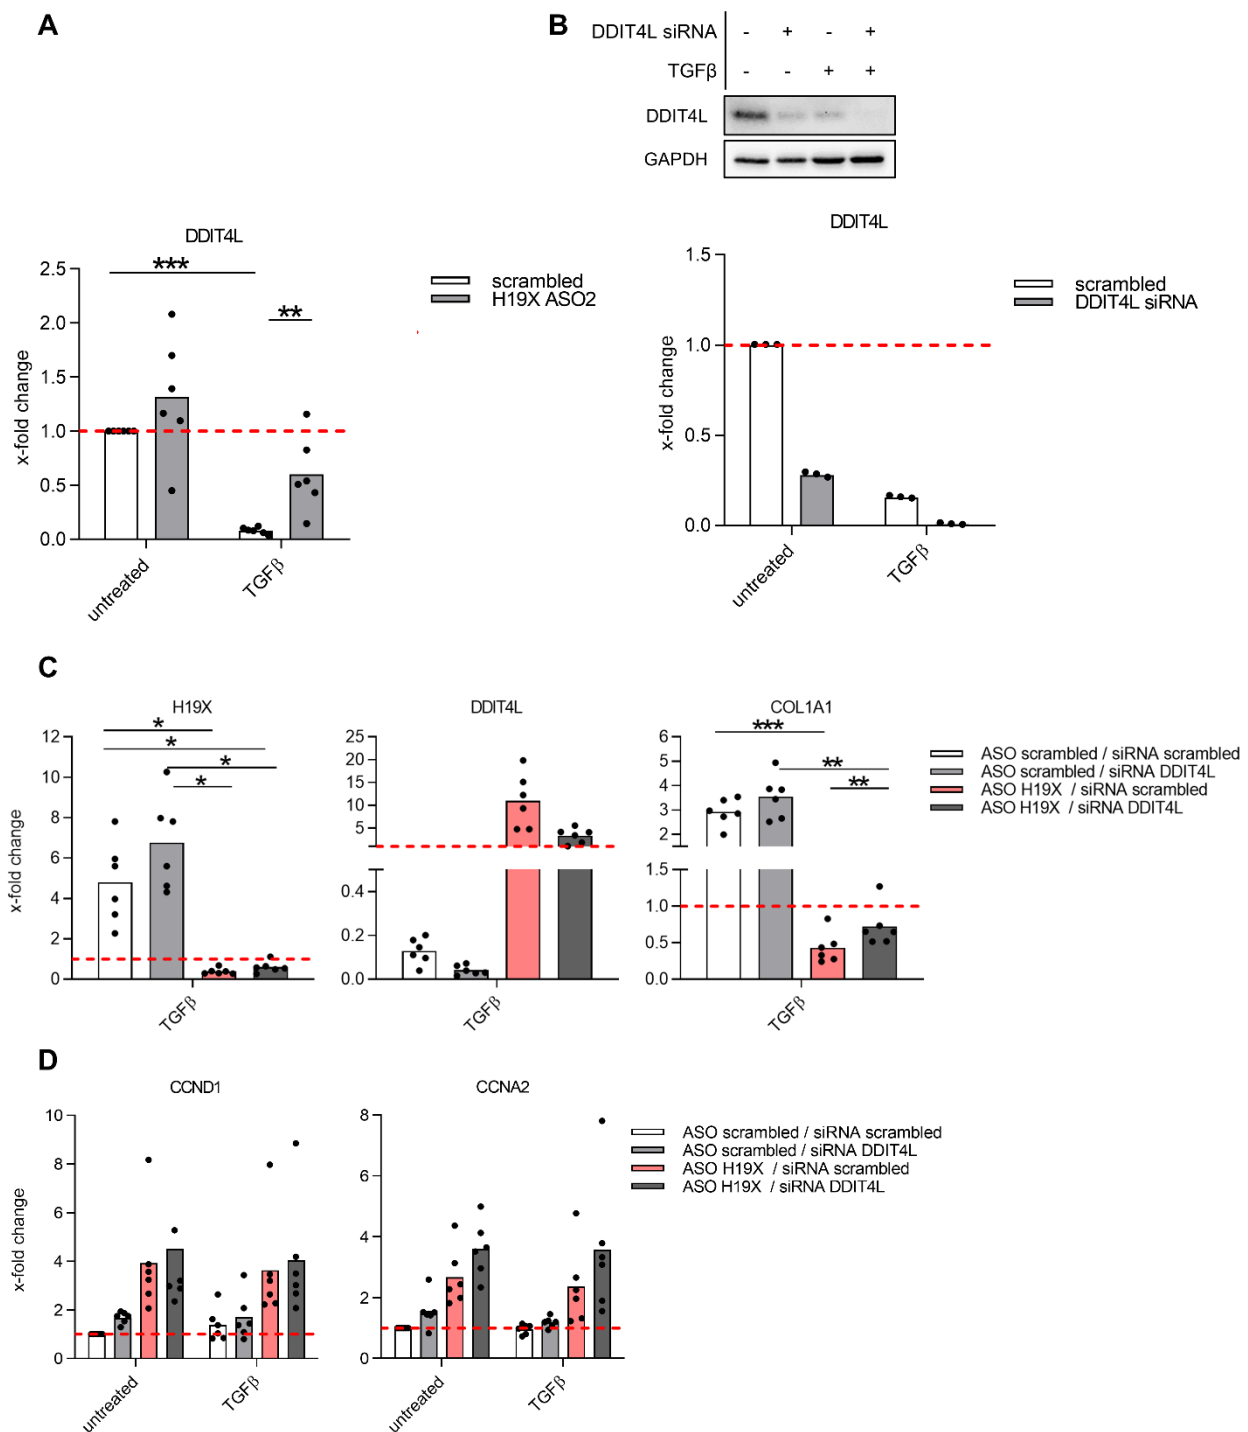 A
B
DDIT4L siRNA - + - +
TGFβ - - + +
DDIT4L
GAPDH
DDIT4L
x-fold change
2.5
2.0
1.5
1.0
0.5
0.0
***
**
untreated
TGFβ
scrambled
H19X ASO2
DDIT4L
x-fold change
1.5
1.0
0.5
0.0
untreated
TGFβ
scrambled
DDIT4L siRNA
C
H19X
x-fold change
12
10
8
6
4
2
0
*
*
*
*
TGFβ
DDIT4L
25
20
15
10
5
0.4
0.2
0.0
TGFβ
COL1A1
6
5
4
3
2
1.5
1.0
0.5
0.0
***
**
**
TGFβ
ASO scrambled / siRNA scrambled
ASO scrambled / siRNA DDIT4L
ASO H19X / siRNA scrambled
ASO H19X / siRNA DDIT4L
D
CCND1
x-fold change
10
8
6
4
2
0
untreated
TGFβ
CCNA2
8
6
4
2
0
untreated
TGFβ
ASO scrambled / siRNA scrambled
ASO scrambled / siRNA DDIT4L
ASO H19X / siRNA scrambled
ASO H19X / siRNA DDIT4L